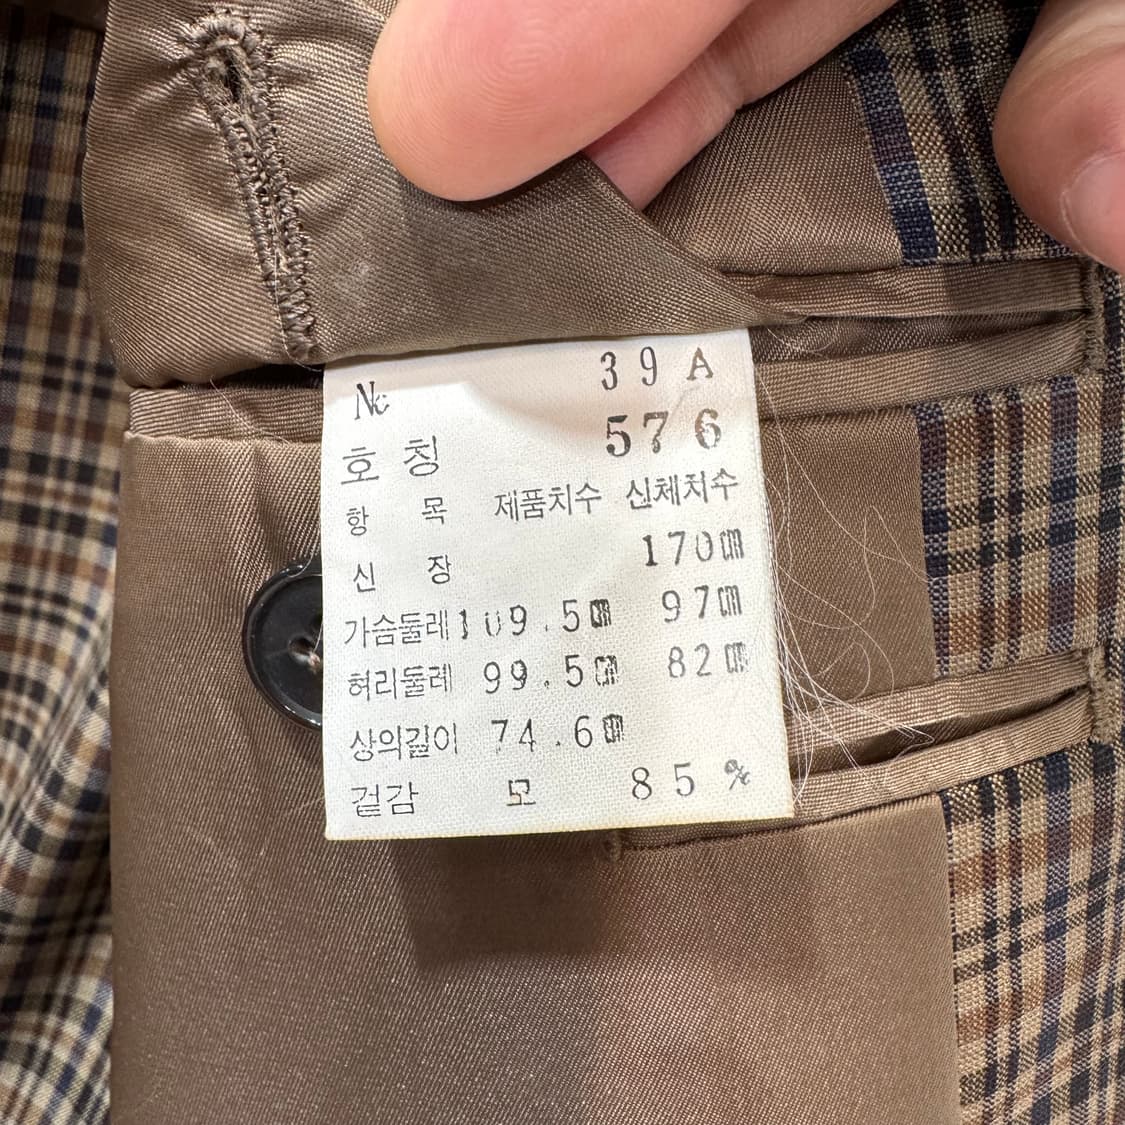 № 39A
호칭 576
항목 제품치수 신체치수
신장 170㎝
가슴둘레 109.5㎝ 97㎝
허리둘레 99.5㎝ 82㎝
상의길이 74.6㎝
겉감 모 85%